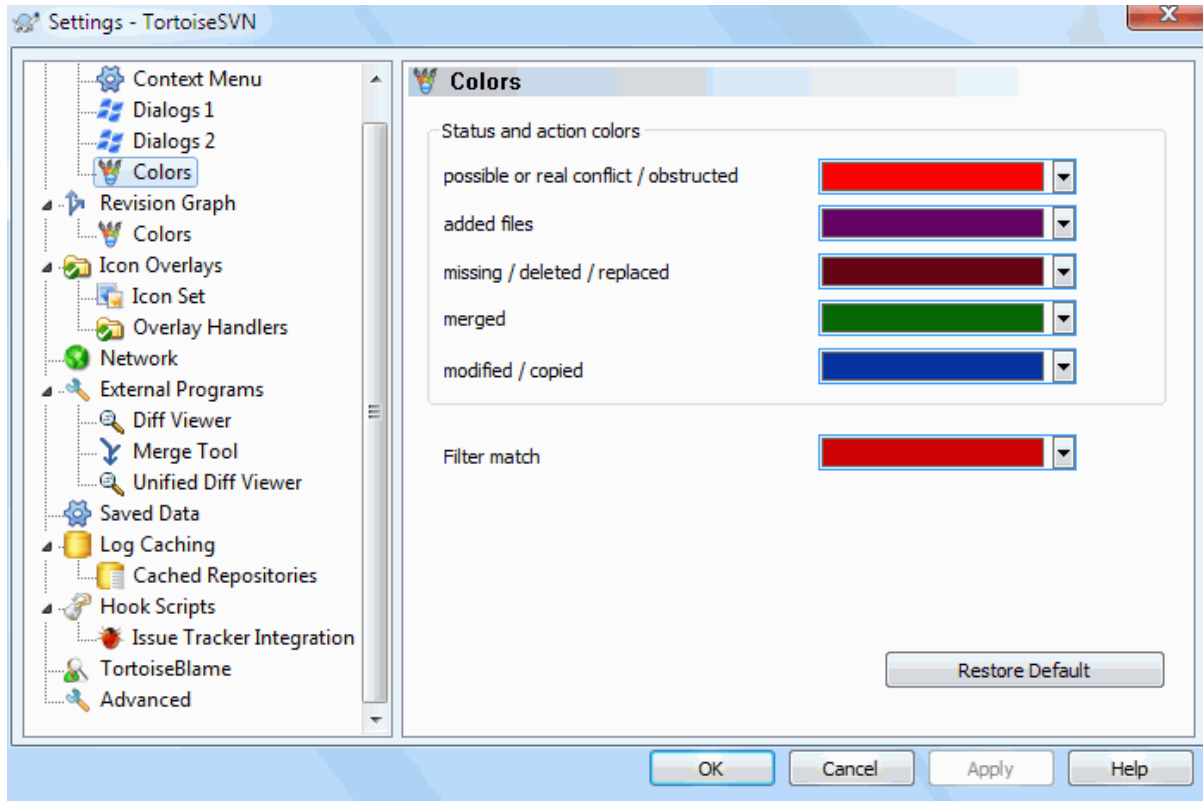 Settings - TortoiseSVN
Context Menu
Dialogs 1
Dialogs 2
Colors
Revision Graph
Colors
Icon Overlays
Icon Set
Overlay Handlers
Network
External Programs
Diff Viewer
Merge Tool
Unified Diff Viewer
Saved Data
Log Caching
Cached Repositories
Hook Scripts
Issue Tracker Integration
TortoiseBlame
Advanced
Colors
Status and action colors
possible or real conflict / obstructed
added files
missing / deleted / replaced
merged
modified / copied
Filter match
Restore Default
OK
Cancel
Apply
Help